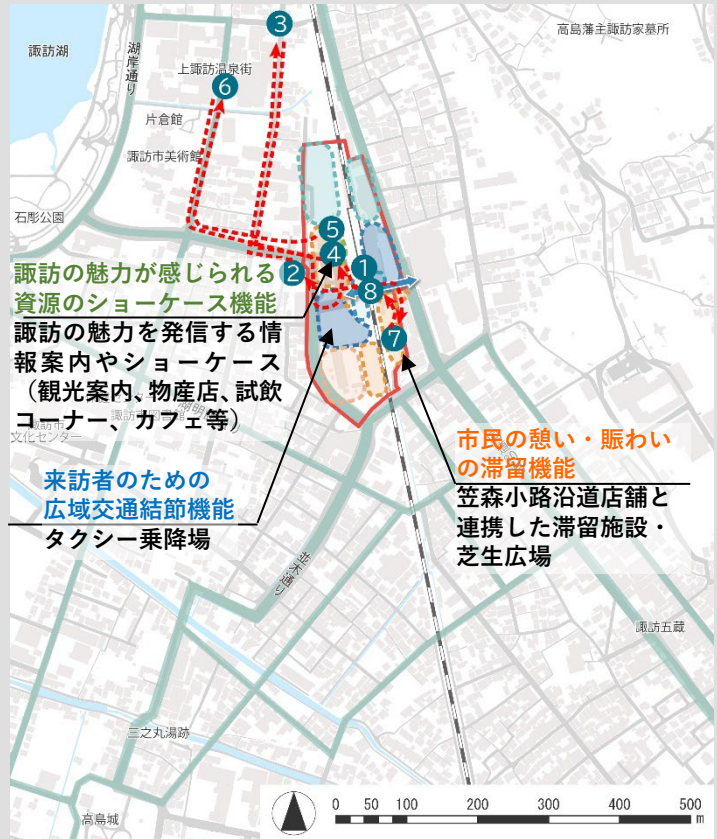 3
高島藩主諏訪家墓所
諏訪湖
湖岸通り
上諏訪温泉街
6
片倉館
諏訪市美術館
石彫公園
5
4
1
2
8
7
諏訪の魅力が感じられる
資源のショーケース機能
諏訪の魅力を発信する情
報案内やショーケース
（観光案内、物産店、試飲
コーナー、カフェ等）
諏訪市図書館
文化センター
市民の憩い・賑わい
の滞留機能
笠森小路沿道店舗と
連携した滞留施設・
芝生広場
来訪者のための
広域交通結節機能
タクシー乗降場
並木通り
諏訪五蔵
三之丸湯跡
高島城
0 50 100 200 300 400 500
m